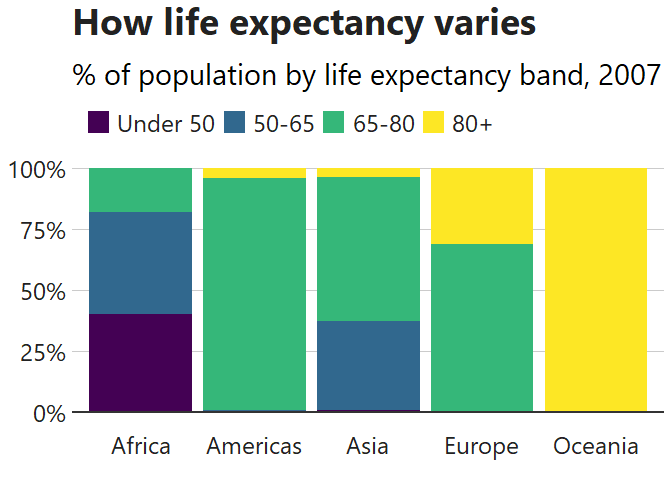 How life expectancy varies
% of population by life expectancy band, 2007
Under 50 50-65 65-80 80+
100%
75%
50%
25%
0%
Africa Americas Asia Europe Oceania